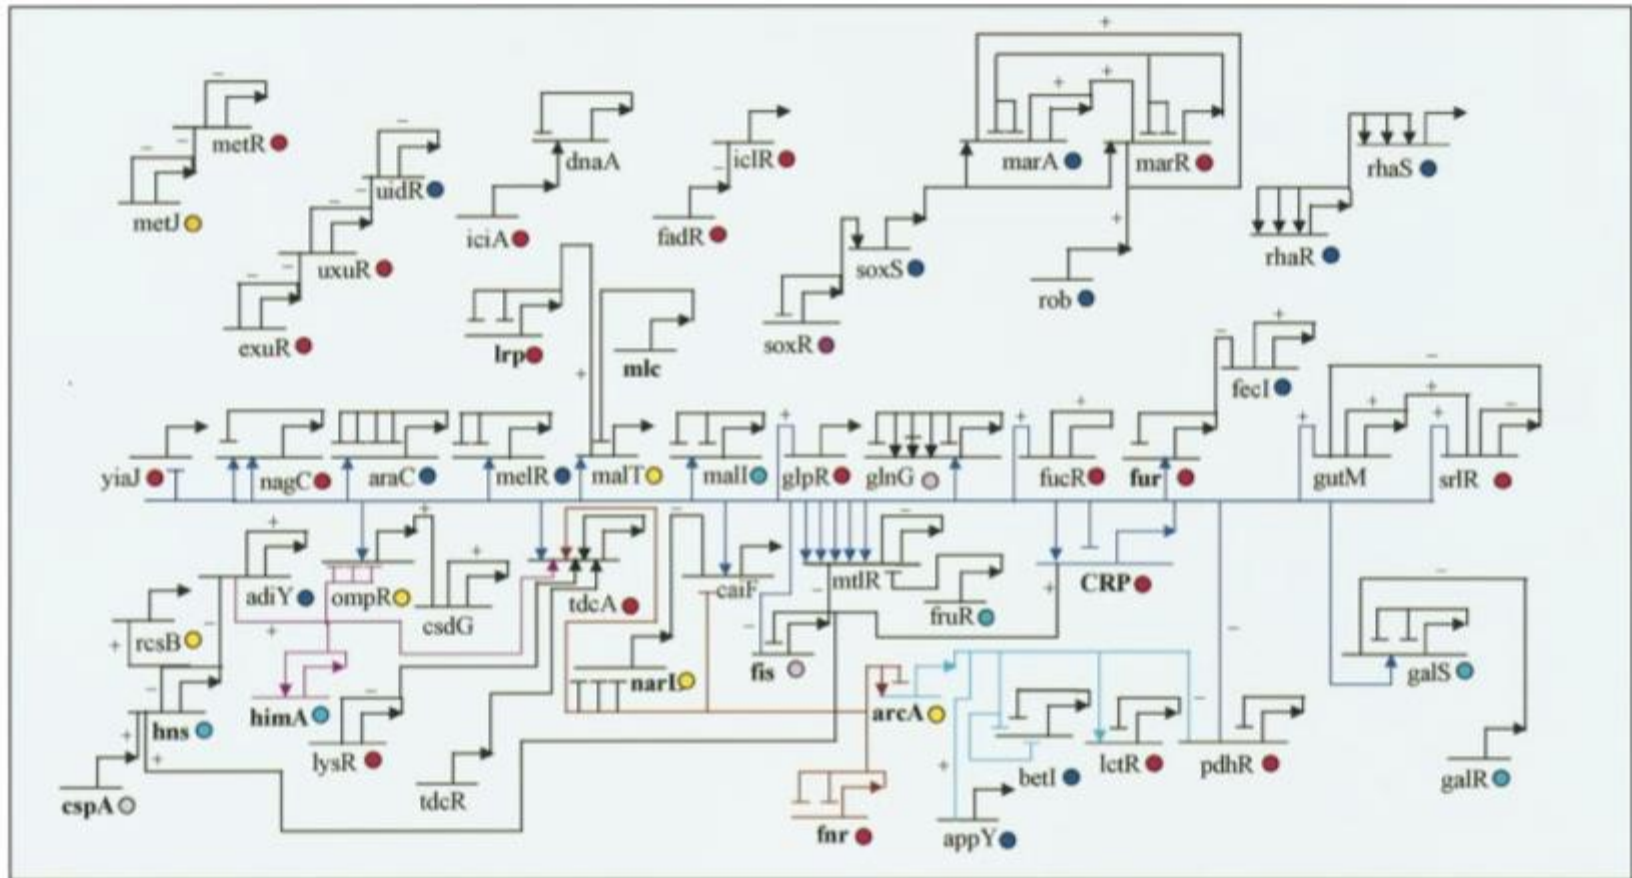 metR
metJ
uidR
uxuR
exuR
dnaA
iciA
iclR
fadR
lrp
mlc
marA
marR
soxS
soxR
rob
rhaS
rhaR
fecI
yiaJ
nagC
araC
melR
malT
malI
glpR
glnG
fucR
fur
gutM
srlR
adiY
ompR
csdG
tdcA
caiF
mtlR
fruR
CRP
rcsB
hns
himA
lysR
tdcR
narL
fis
arcA
galS
cspA
fnr
appY
betI
lctR
pdhR
galR